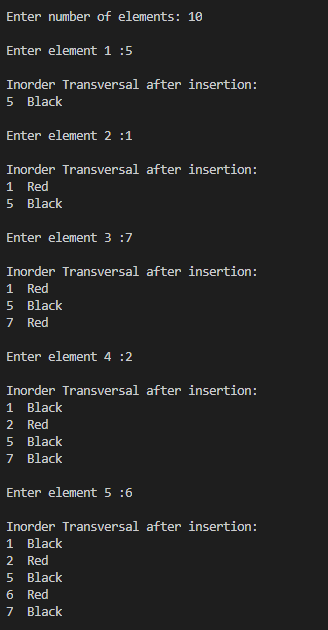 Enter number of elements: 10
Enter element 1 :5
Inorder Transversal after insertion:
5  Black
Enter element 2 :1
Inorder Transversal after insertion:
1  Red
5  Black
Enter element 3 :7
Inorder Transversal after insertion:
1  Red
5  Black
7  Red
Enter element 4 :2
Inorder Transversal after insertion:
1  Black
2  Red
5  Black
7  Black
Enter element 5 :6
Inorder Transversal after insertion:
1  Black
2  Red
5  Black
6  Red
7  Black